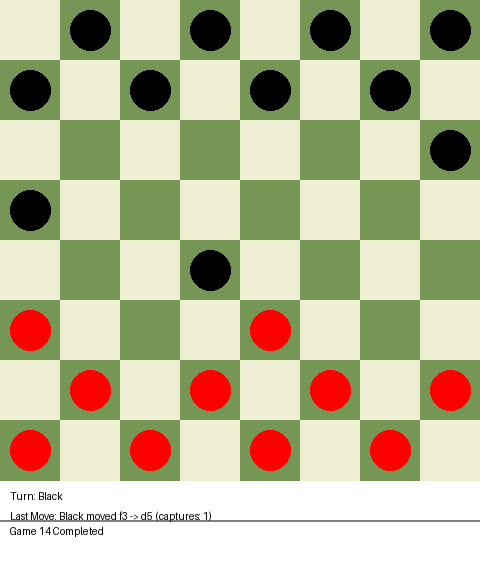 Turn: Black
Last Move: Black moved f3 -> d5 (captures: 1)
Game 14 Completed